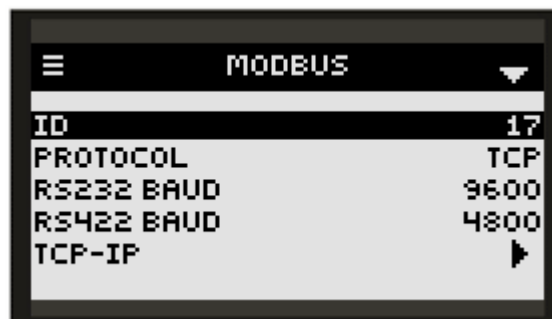 MODBUS
ID 17
PROTOCOL TCP
RS232 BAUD 9600
RS422 BAUD 4800
TCP-IP